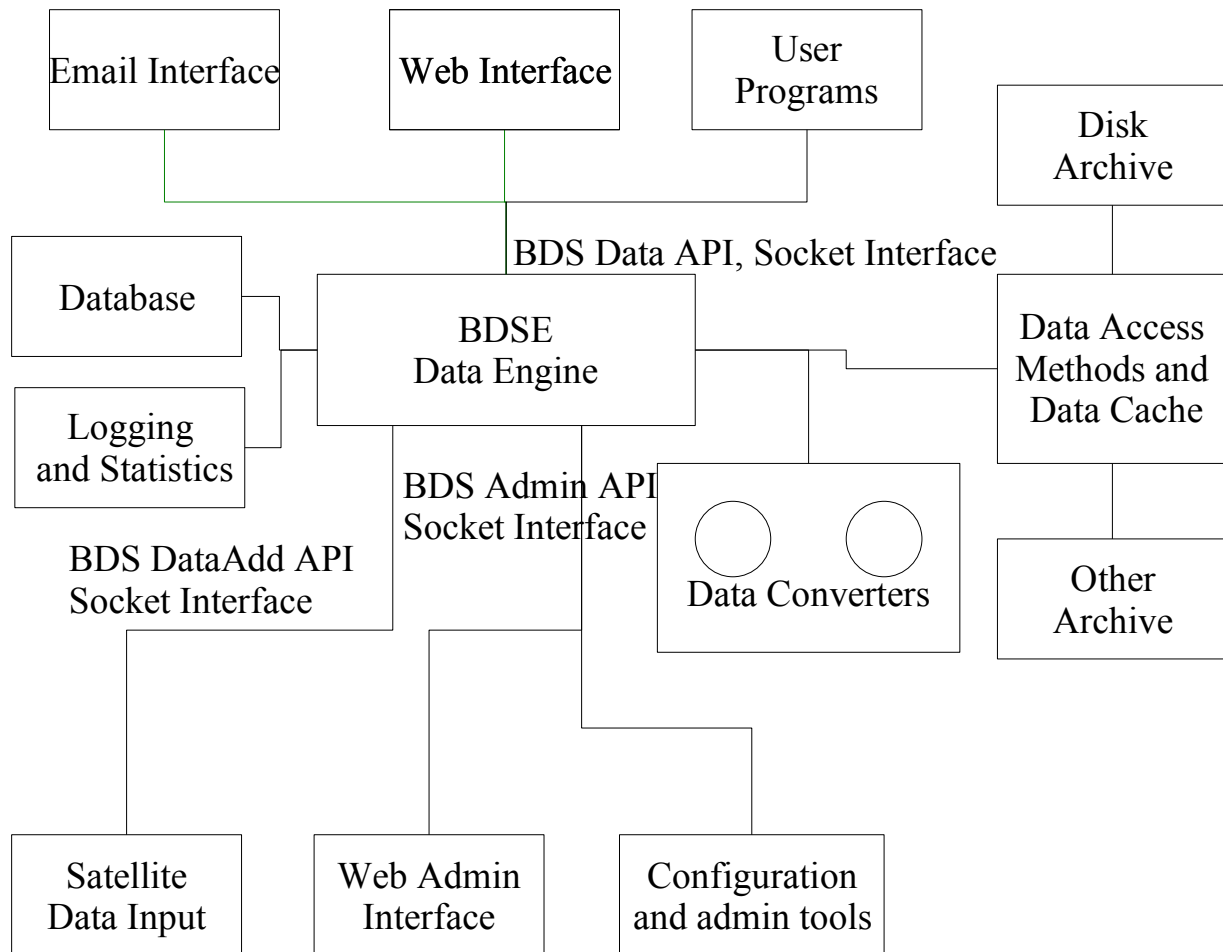 Email Interface
Web Interface
User
Programs
Disk
Archive
BDS Data API, Socket Interface
Database
BDSE
Data Engine
Data Access
Methods and
Data Cache
Logging
and Statistics
BDS Admin API
Socket Interface
BDS DataAdd API
Socket Interface
Data Converters
Other
Archive
Satellite
Data Input
Web Admin
Interface
Configuration
and admin tools